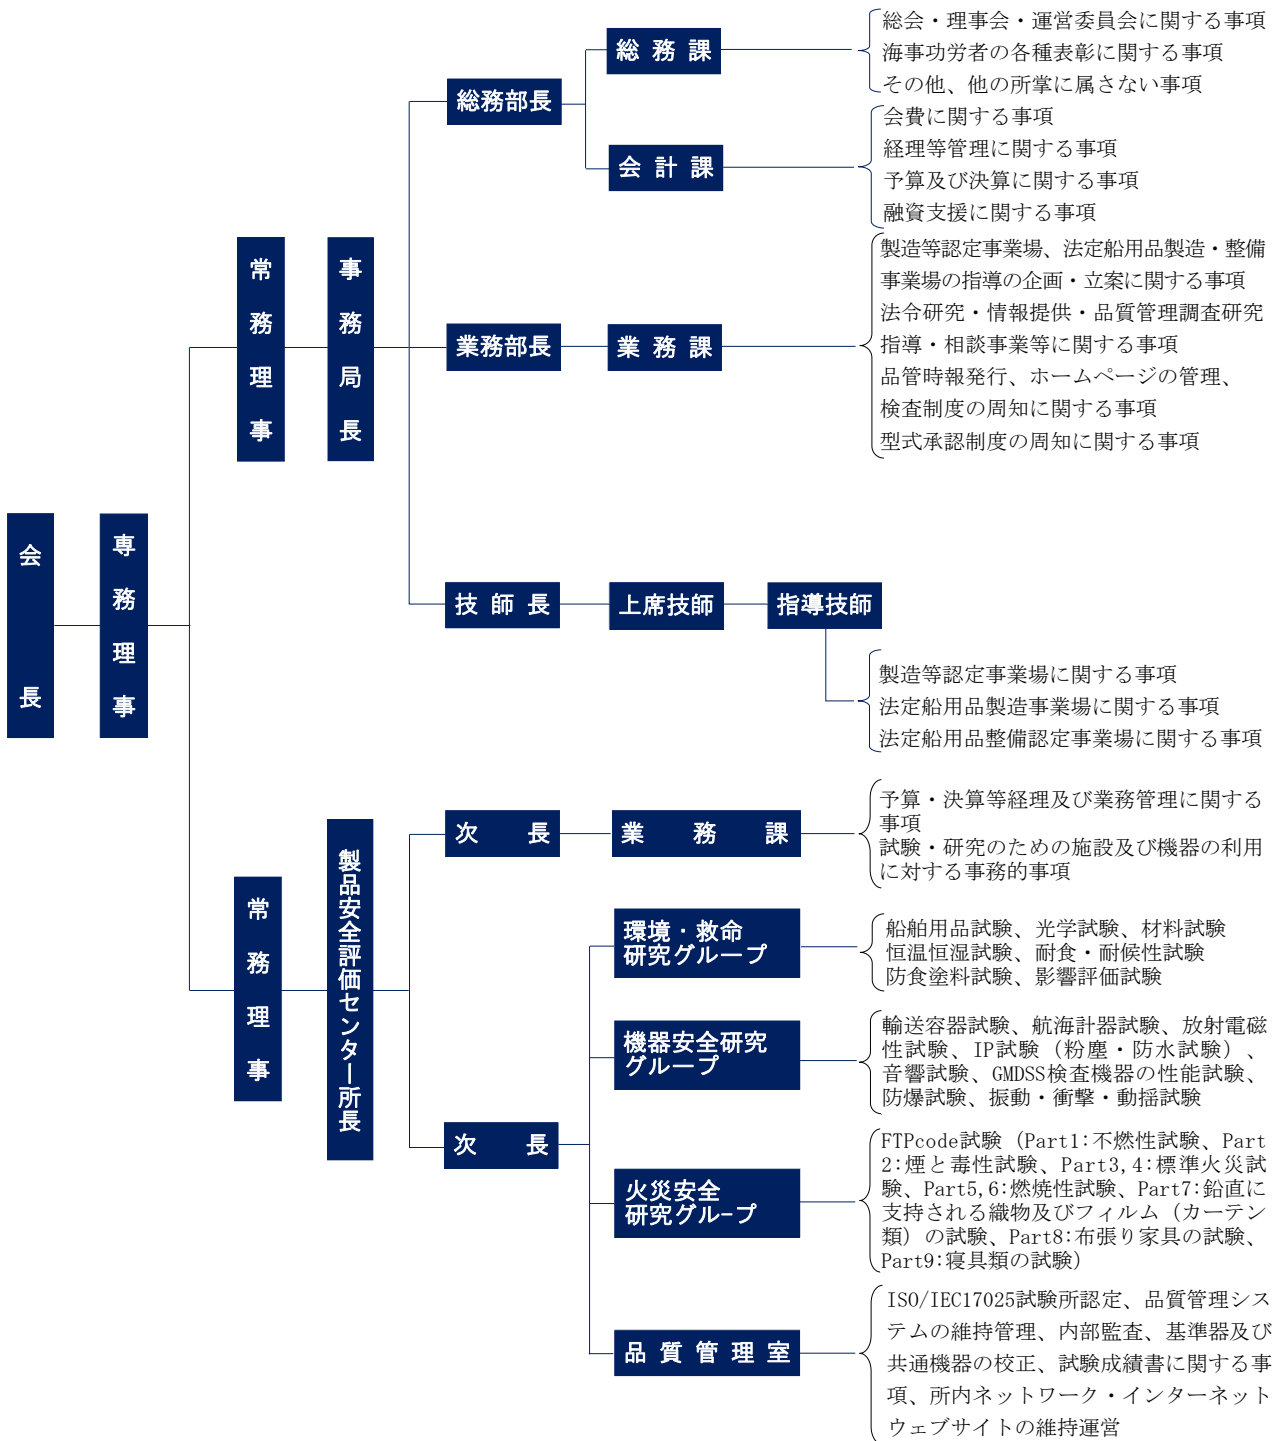 会長
専務理事
常務理事
事務局長
総務部長
総務課
総会・理事会・運営委員会に関する事項
海事功労者の各種表彰に関する事項
その他、他の所掌に属さない事項
会計課
会費に関する事項
経理等管理に関する事項
予算及び決算に関する事項
融資支援に関する事項
業務部長
業務課
製造等認定事業場、法定船用品製造・整備
事業場の指導の企画・立案に関する事項
法令研究・情報提供・品質管理調査研究
指導・相談事業等に関する事項
品管時報発行、ホームページの管理、
検査制度の周知に関する事項
型式承認制度の周知に関する事項
技師長
上席技師
指導技師
製造等認定事業場に関する事項
法定船用品製造事業場に関する事項
法定船用品整備認定事業場に関する事項
常務理事
製品安全評価センター所長
次長
業務課
予算・決算等経理及び業務管理に関する
事項
試験・研究のための施設及び機器の利用
に対する事務的事項
次長
環境・救命
研究グループ
船舶用品試験、光学試験、材料試験
恒温恒湿試験、耐食・耐候性試験
防食塗料試験、影響評価試験
機器安全研究
グループ
輸送容器試験、航海計器試験、放射電磁
性試験、IP試験（粉塵・防水試験）、
音響試験、GMDSS検査機器の性能試験、
防爆試験、振動・衝撃・動揺試験
火災安全
研究グループ
FTPcode試験（Part1:不燃性試験、Part
2:煙と毒性試験、Part3,4:標準火災試
験、Part5,6:燃焼性試験、Part7:鉛直に
支持される織物及びフィルム（カーテン
類）の試験、Part8:布張り家具の試験、
Part9:寝具類の試験）
品質管理室
ISO/IEC17025試験所認定、品質管理シス
テムの維持管理、内部監査、基準器及び
共通機器の校正、試験成績書に関する事
項、所内ネットワーク・インターネット
ウェブサイトの維持運営